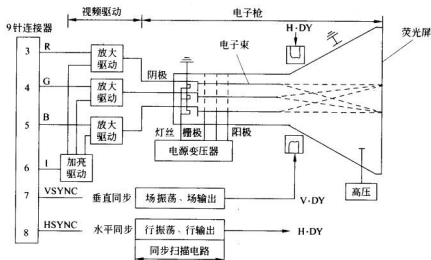 视频驱动
电子枪
9针连接器
H·DY
荧光屏
3
R
放大
驱动
阴极
电子束
4
G
放大
驱动
5
B
放大
驱动
灯丝
栅极
阳极
电源变压器
6
I
加亮
驱动
高压
7
VSYNC
垂直同步
场振荡、场输出
V·DY
8
HSYNC
水平同步
行振荡、行输出
H·DY
同步扫描电路